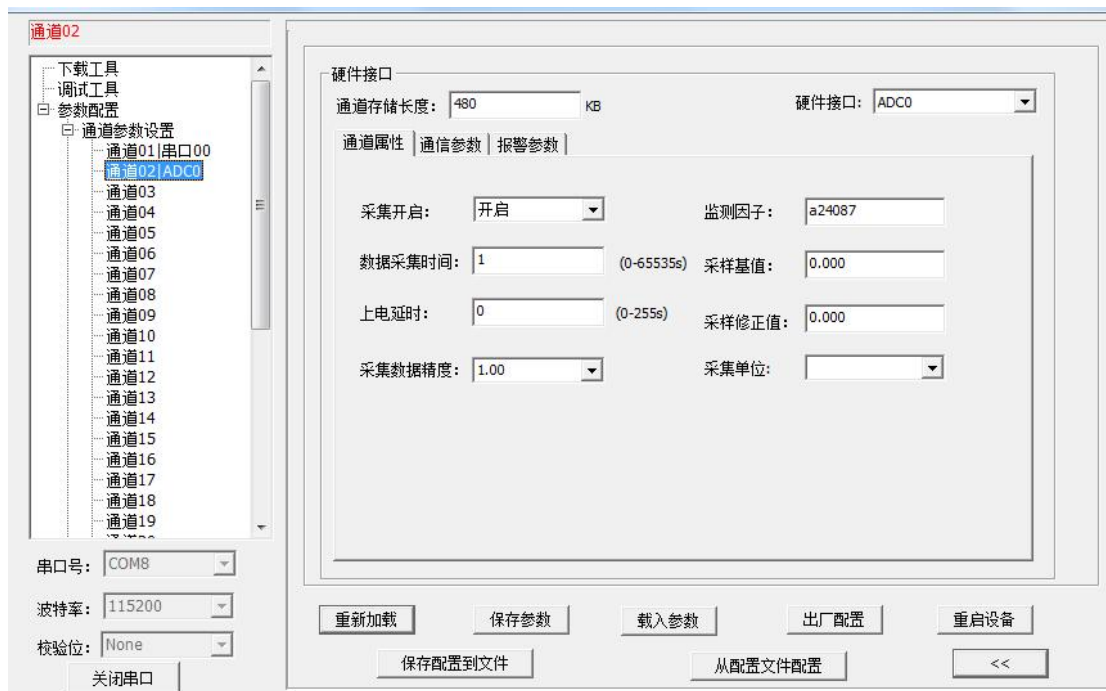 通道02
下载工具
调试工具
参数配置
通道参数设置
通道01|串口00
通道02|ADC0
通道03
通道04
通道05
通道06
通道07
通道08
通道09
通道10
通道11
通道12
通道13
通道14
通道15
通道16
通道17
通道18
通道19
串口号： COM8
波特率： 115200
校验位： None
关闭串口
硬件接口
通道存储长度： 480 KB 硬件接口： ADC0
通道属性 通信参数 报警参数
采集开启： 开启 监测因子： a24087
数据采集时间： 1 (0-65535s) 采样基值： 0.000
上电延时： 0 (0-255s) 采样修正值： 0.000
采集数据精度： 1.00 采集单位:
重新加载 保存参数 载入参数 出厂配置 重启设备
保存配置到文件 从配置文件配置 <<